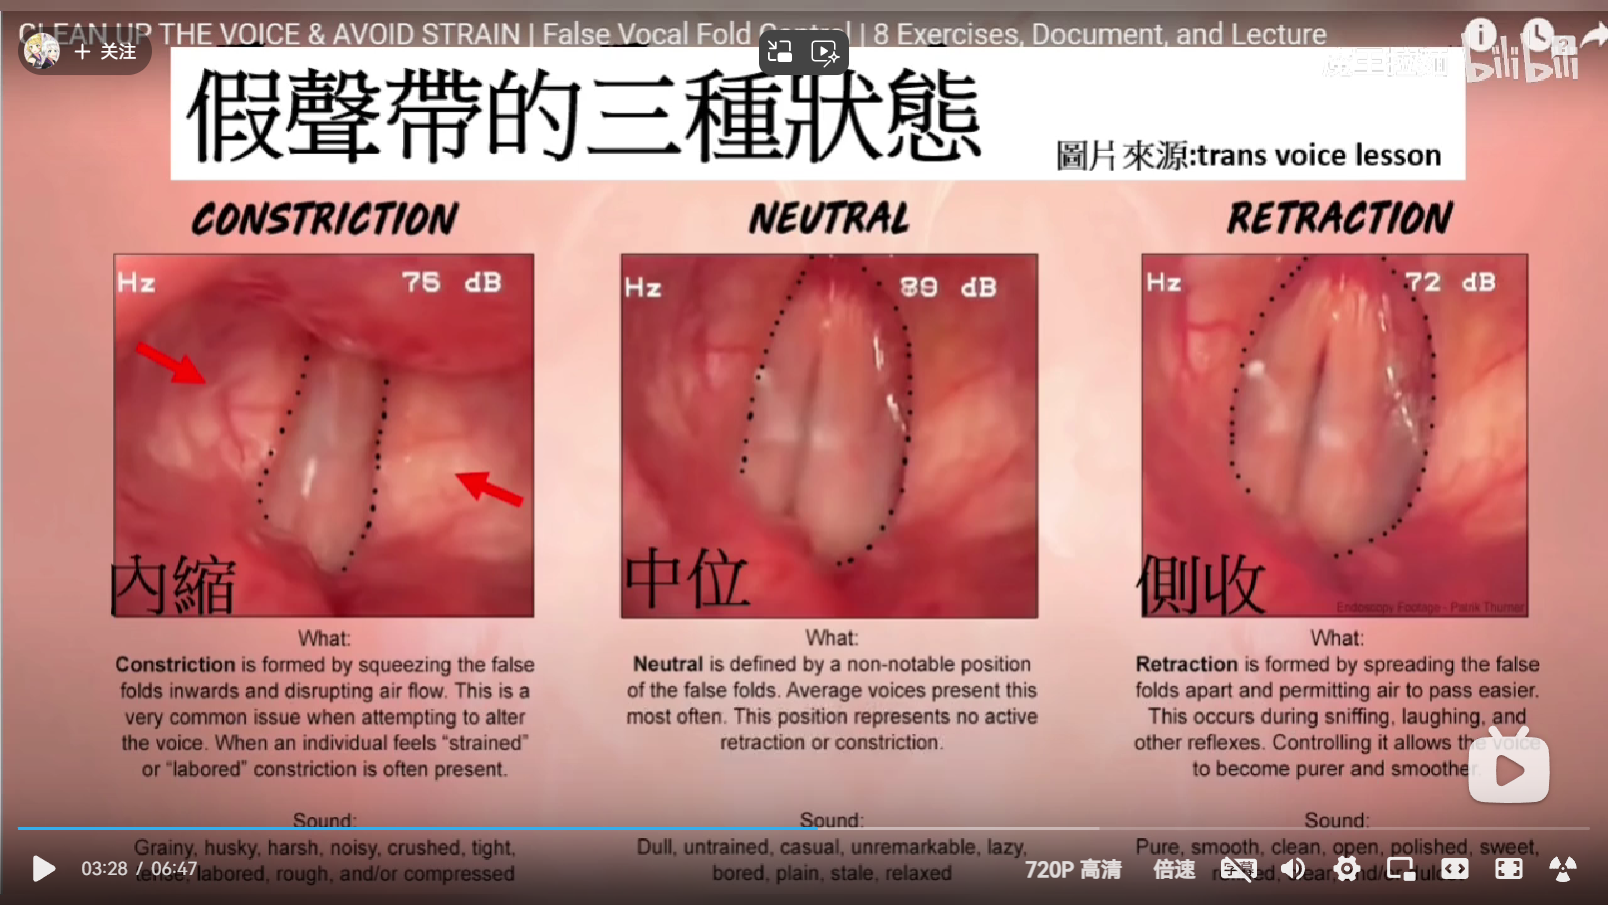 CLEAN UP THE VOICE & AVOID STRAIN | False Vocal Fold Control | 8 Exercises, Document, and Lecture
+ 关注
bilibili
假聲帶的三種狀態
圖片來源:trans voice lesson
CONSTRICTION
Hz 75 dB
內縮
What:
Constriction is formed by squeezing the false
folds inwards and disrupting air flow. This is a
very common issue when attempting to alter
the voice. When an individual feels “strained”
or “labored” constriction is often present.
Sound:
Grainy, husky, harsh, noisy, crushed, tight,
tense, labored, rough, and/or compressed
NEUTRAL
Hz 89 dB
中位
What:
Neutral is defined by a non-notable position
of the false folds. Average voices present this
most often. This position represents no active
retraction or constriction.
Sound:
Dull, untrained, casual, unremarkable, lazy,
bored, plain, stale, relaxed
RETRACTION
Hz 72 dB
側收
Endoscopy Footage - Patrik Thurner
What:
Retraction is formed by spreading the false
folds apart and permitting air to pass easier.
This occurs during sniffing, laughing, and
other reflexes. Controlling it allows the voice
to become purer and smoother.
Sound:
Pure, smooth, clean, open, polished, sweet,
03:28 / 06:47
720P 高清
倍速
字幕